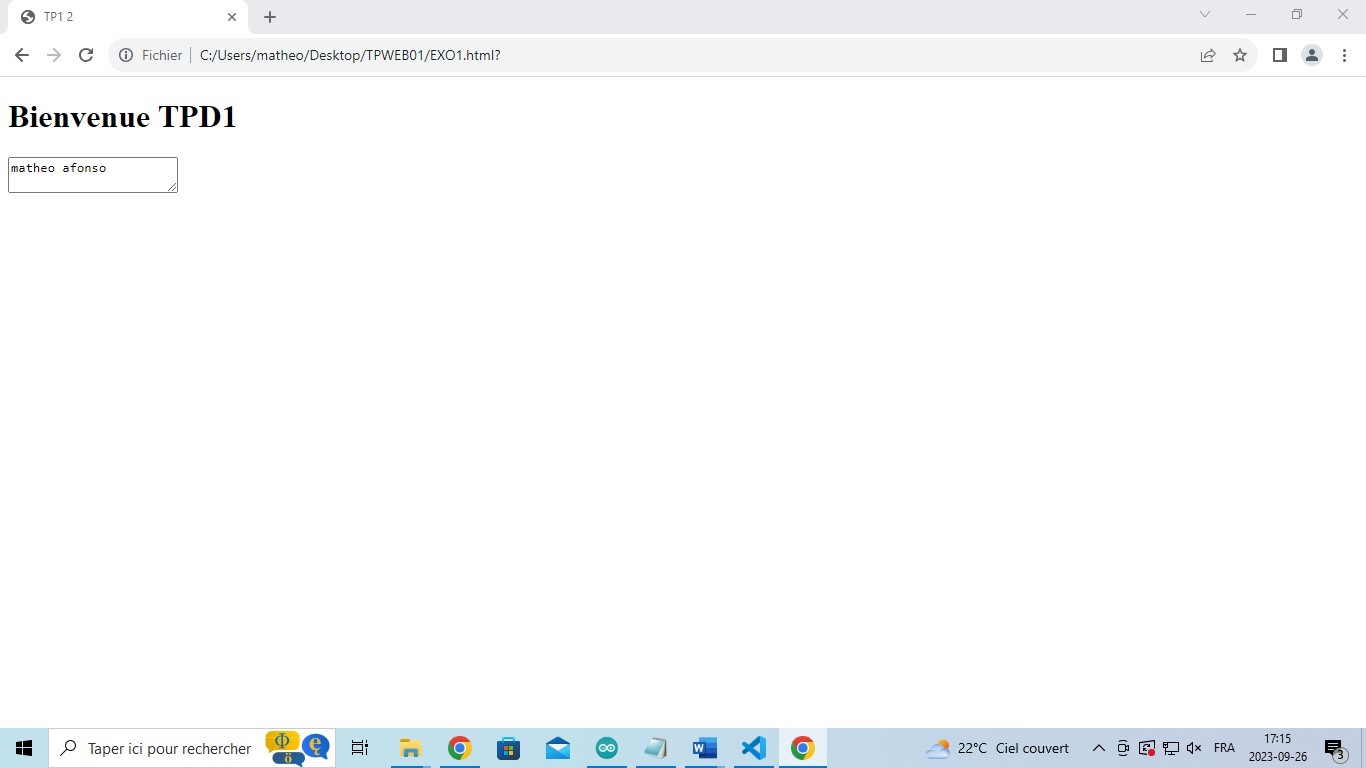 TP1 2
Fichier C:/Users/matheo/Desktop/TPWEB01/EXO1.html?
Bienvenue TPD1
matheo afonso
Taper ici pour rechercher
22°C Ciel couvert
FRA
17:15
2023-09-26
3